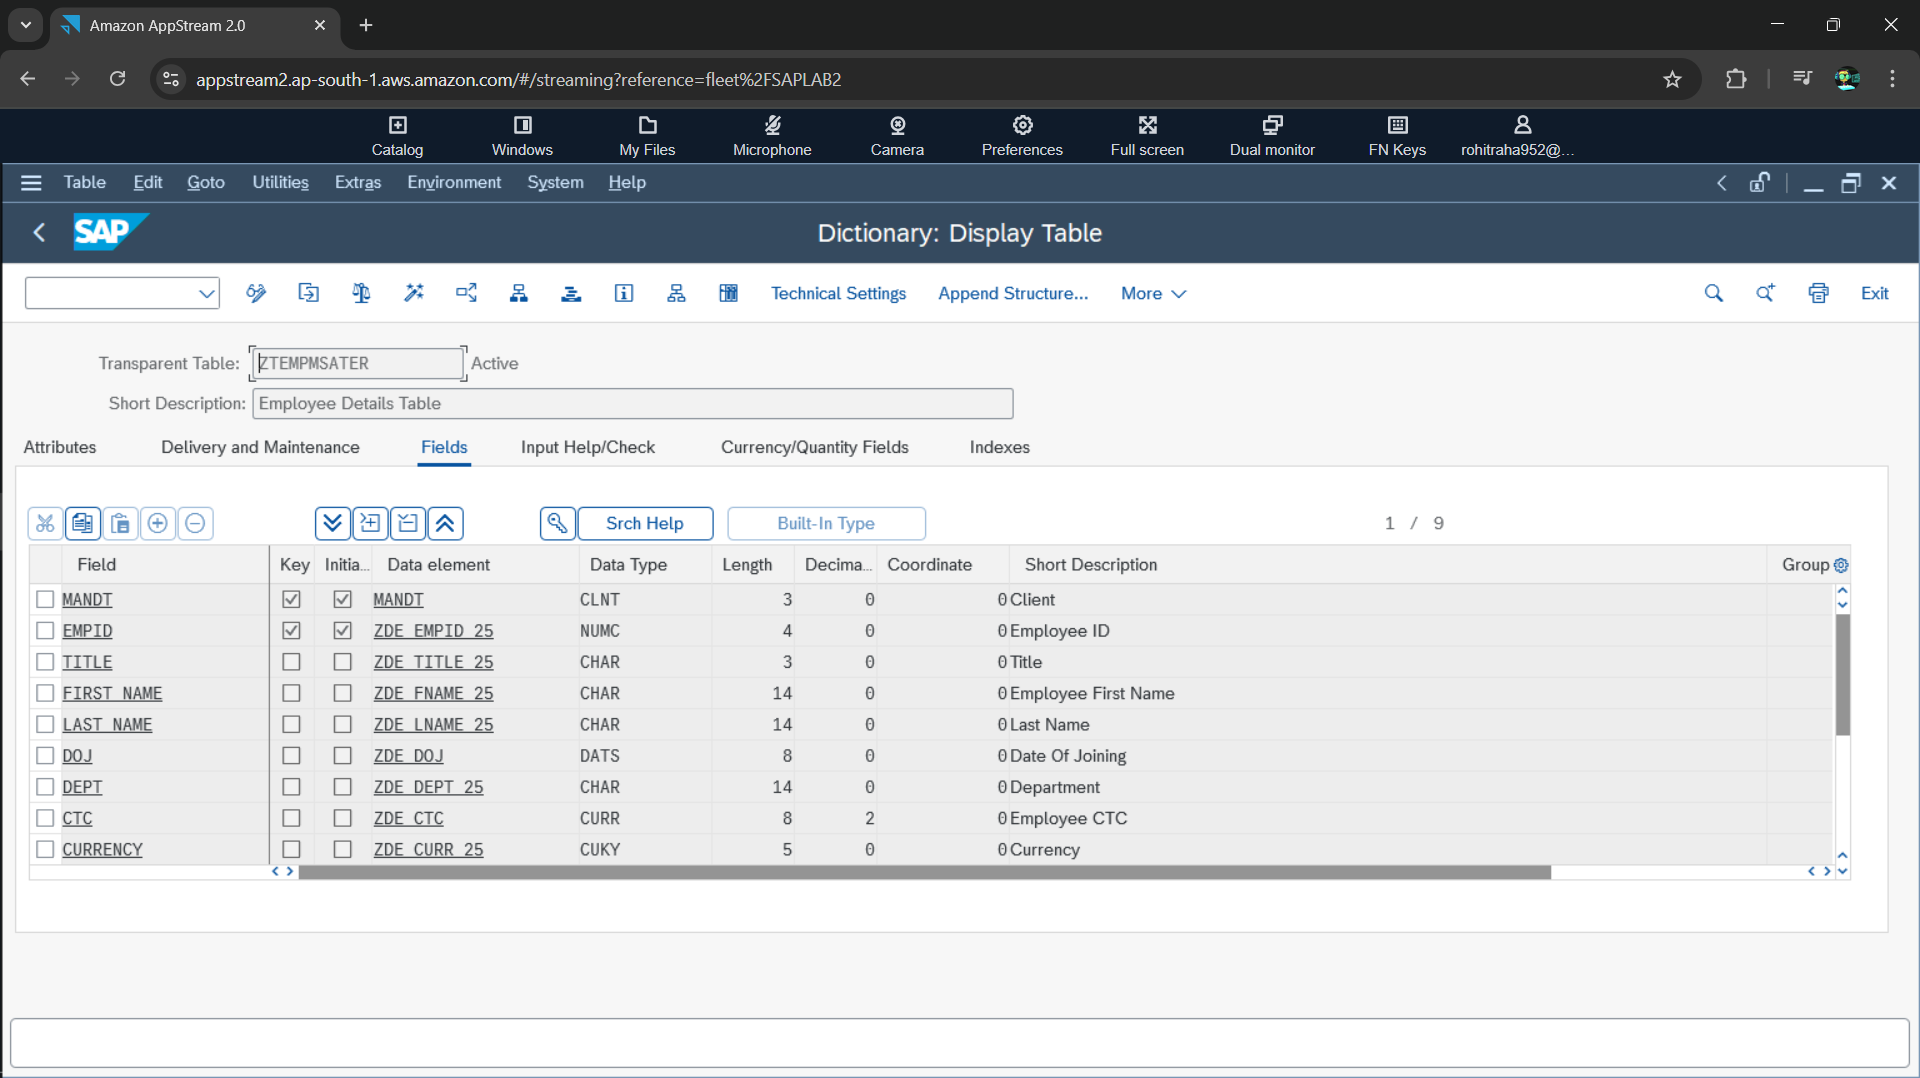 Amazon AppStream 2.0
appstream2.ap-south-1.aws.amazon.com/#/streaming?reference=fleet%2FSAPLAB2
Catalog Windows My Files Microphone Camera Preferences Full screen Dual monitor FN Keys rohitraha952@...
Table Edit Goto Utilities Extras Environment System Help
SAP Dictionary: Display Table
Technical Settings Append Structure... More Exit
Transparent Table: ZTEMPMSATER Active
Short Description: Employee Details Table
Attributes Delivery and Maintenance Fields Input Help/Check Currency/Quantity Fields Indexes
Srch Help Built-In Type 1 / 9
Field Key Initia... Data element Data Type Length Decima... Coordinate Short Description Group
MANDT MANDT CLNT 3 0 0 Client
EMPID ZDE_EMPID_25 NUMC 4 0 0 Employee ID
TITLE ZDE_TITLE_25 CHAR 3 0 0 Title
FIRST_NAME ZDE_FNAME_25 CHAR 14 0 0 Employee First Name
LAST_NAME ZDE_LNAME_25 CHAR 14 0 0 Last Name
DOJ ZDE_DOJ DATS 8 0 0 Date Of Joining
DEPT ZDE_DEPT_25 CHAR 14 0 0 Department
CTC ZDE_CTC CURR 8 2 0 Employee CTC
CURRENCY ZDE_CURR_25 CUKY 5 0 0 Currency